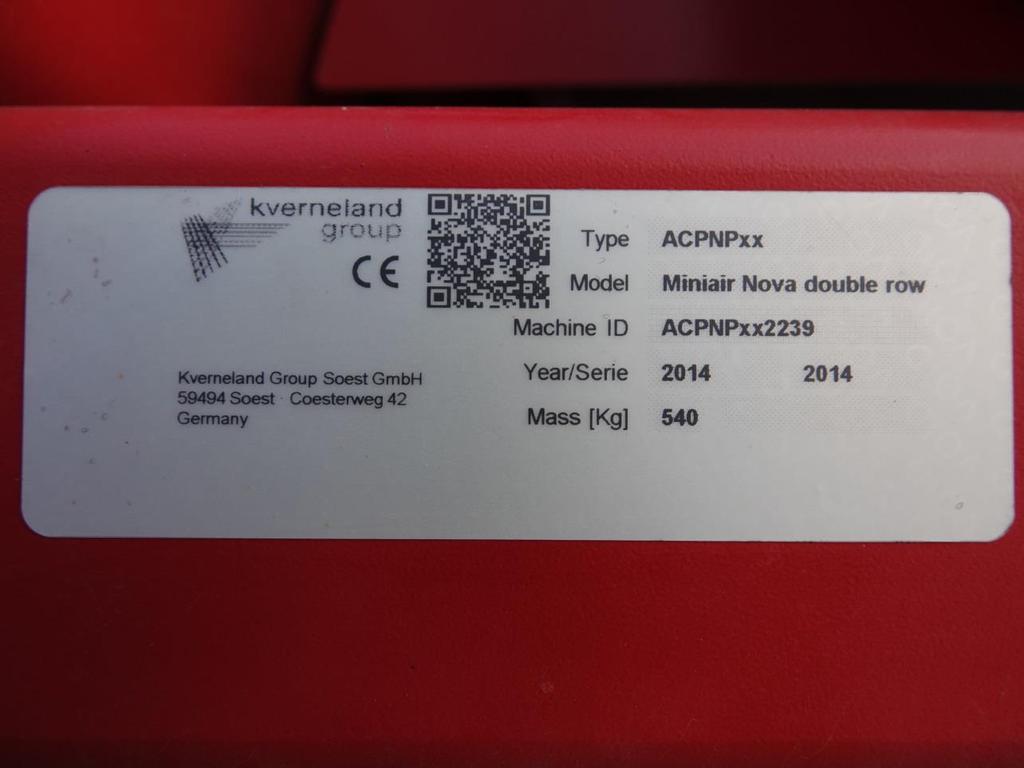 kverneland
group
CE
Type ACPNPxx
Model Miniair Nova double row
Machine ID ACPNPxx2239
Year/Serie 2014 2014
Mass [Kg] 540
Kverneland Group Soest GmbH
59494 Soest · Coesterweg 42
Germany